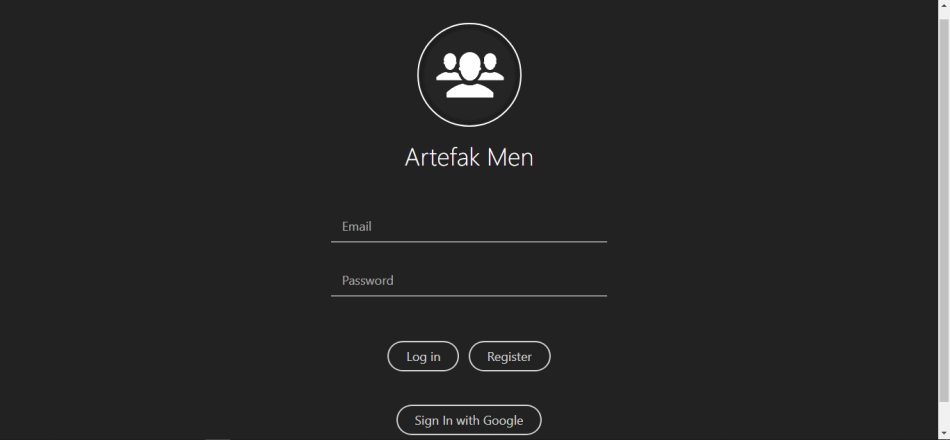 Artefak Men
Email
Password
Log in Register
Sign In with Google